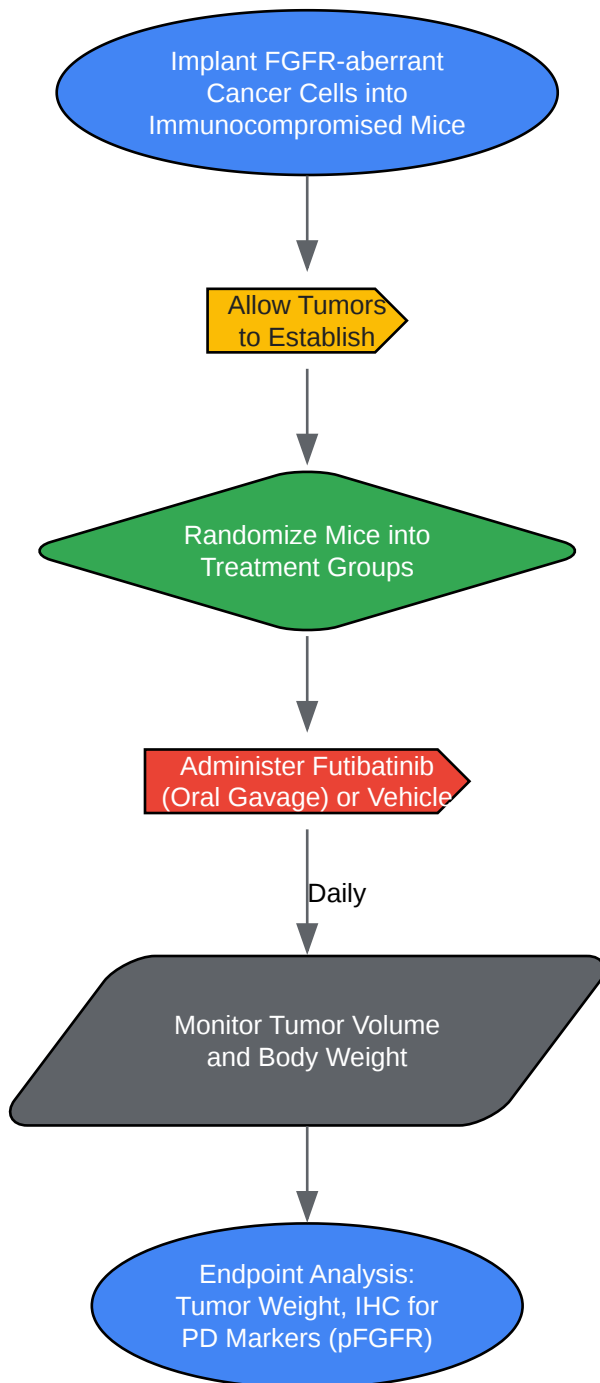 Implant FGFR-aberrant
Cancer Cells into
Immunocompromised Mice
Allow Tumors
to Establish
Randomize Mice into
Treatment Groups
Administer Futibatinib
(Oral Gavage) or Vehicle
Daily
Monitor Tumor Volume
and Body Weight
Endpoint Analysis:
Tumor Weight, IHC for
PD Markers (pFGFR)